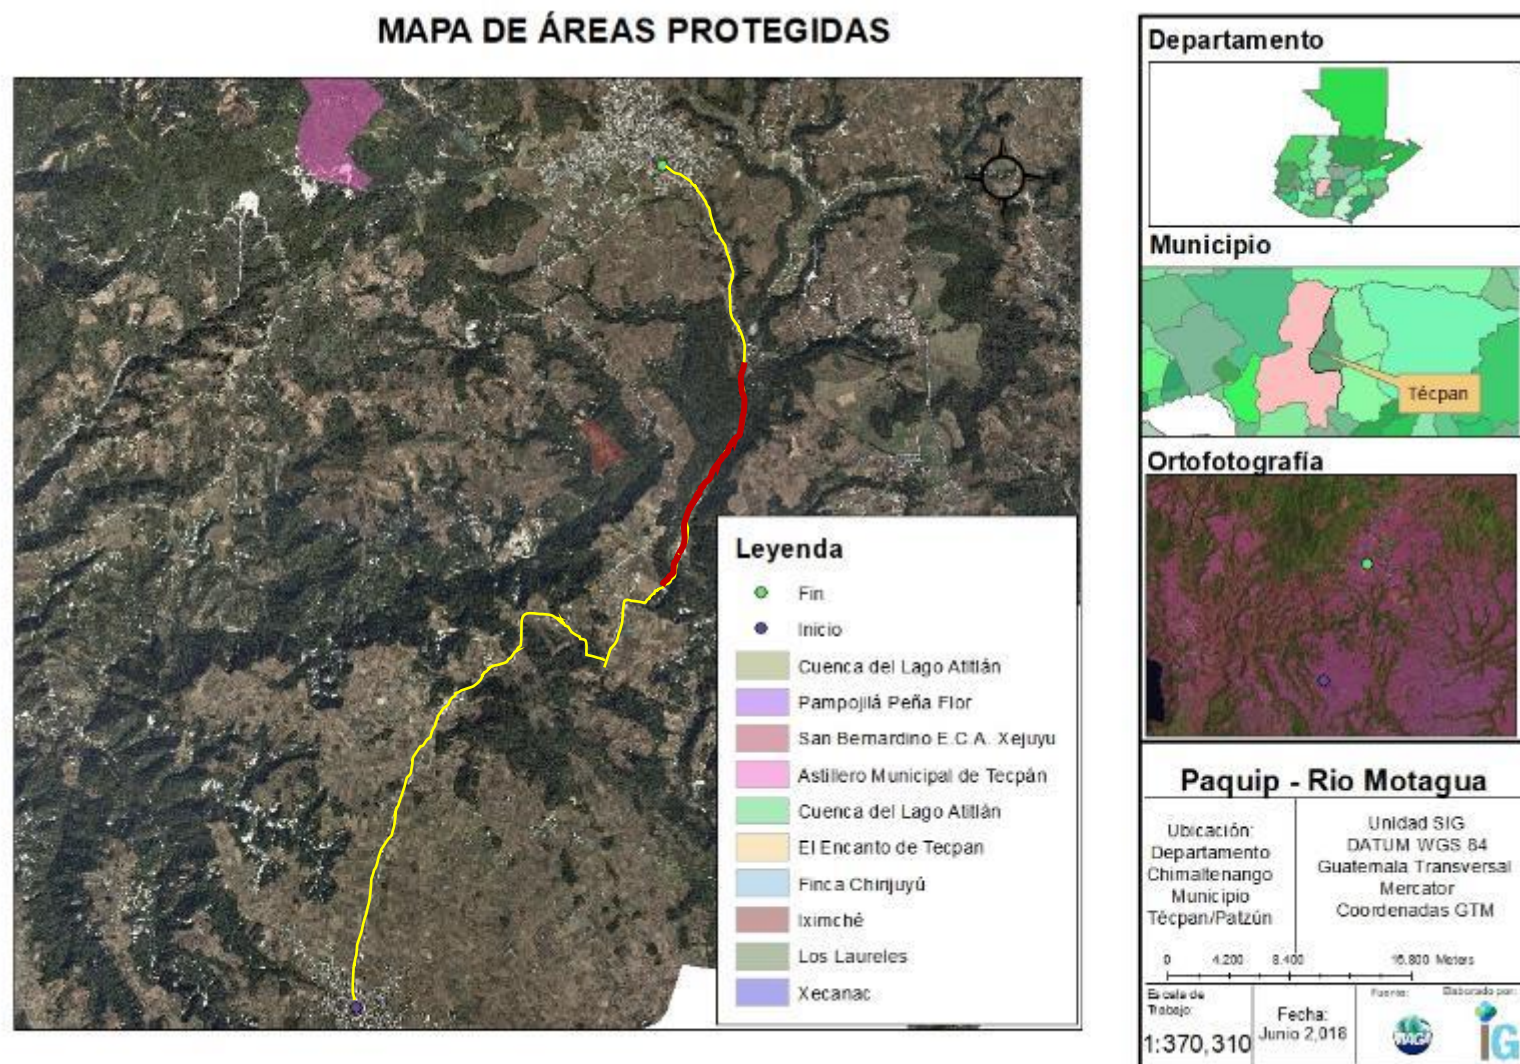 MAPA DE ÁREAS PROTEGIDAS
Leyenda
Fin
Inicio
Cuenca del Lago Atitlán
Pampojilá Peña Flor
San Bernardino E.C.A. Xejuyu
Astillero Municipal de Tecpán
Cuenca del Lago Atitlán
El Encanto de Tecpan
Finca Chirijuyú
Iximché
Los Laureles
Xecanac
Departamento
Municipio
Técpan
Ortofotografía
Paquip - Rio Motagua
Ubicación:
Departamento
Chimaltenango
Municipio
Técpan/Patzún
Unidad SIG
DATUM WGS 84
Guatemala Transversal
Mercator
Coordenadas GTM
0 4.200 8.400 16.800 Meters
Escala de
Trabajo:
1:370,310
Fecha:
Junio 2,018
Fuente:
Elaborado por: